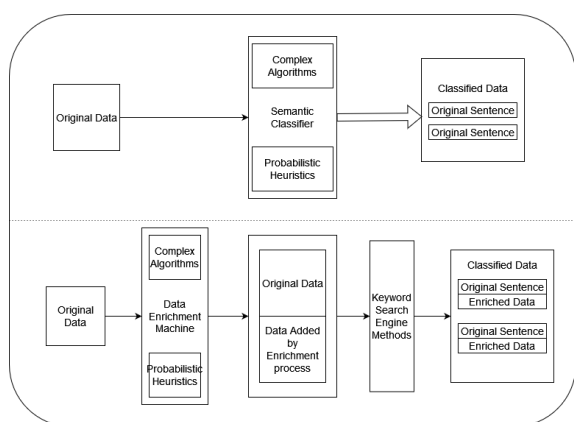 Original Data
Complex
Algorithms
Semantic
Classifier
Probabilistic
Heuristics
Classified Data
Original Sentence
Original Sentence
Original
Data
Complex
Algorithms
Data
Enrichment
Machine
Probabilistic
Heuristics
Original Data
Data Added
by
Enrichment
process
Keyword
Search
Engine
Methods
Classified Data
Original Sentence
Enriched Data
Original Sentence
Enriched Data